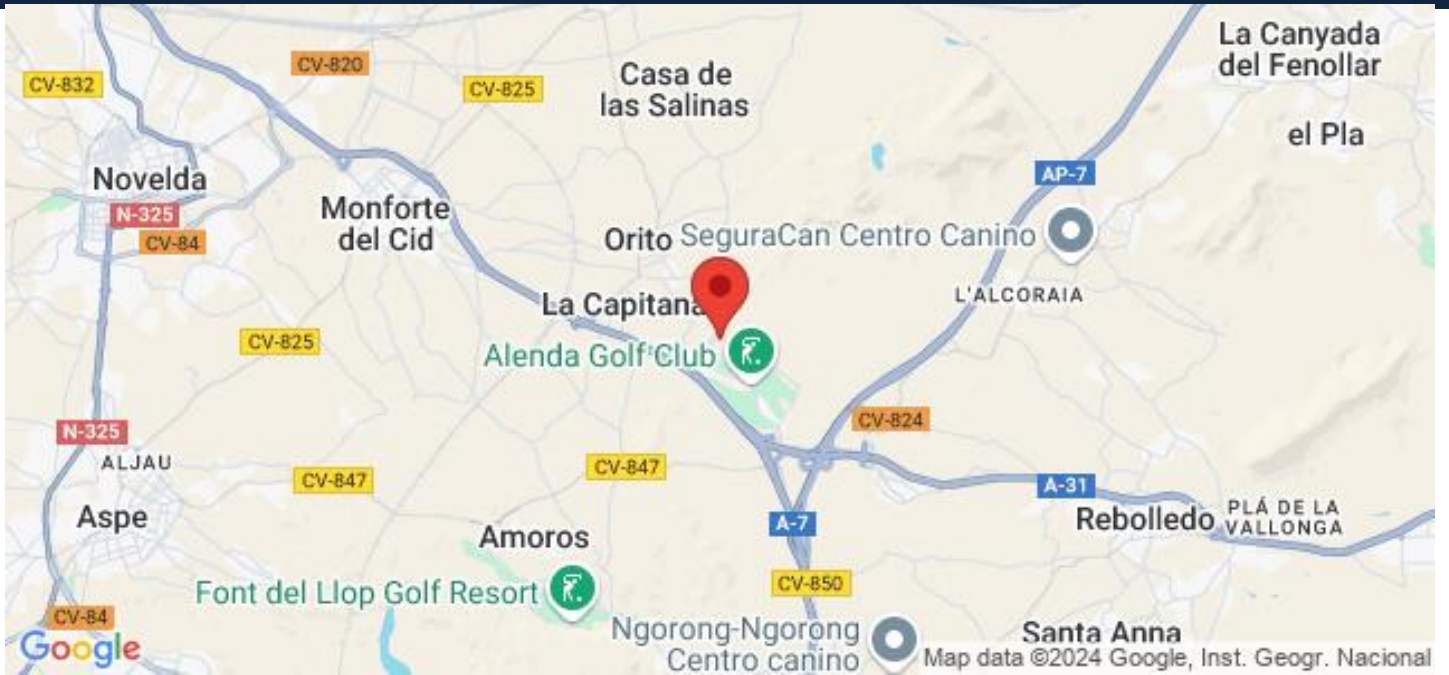 La Canyada
del Fenollar
CV-820
Casa de
las Salinas
CV-832
CV-825
el Pla
Novelda
AP-7
N-325
Monforte
del Cid
CV-84
Orito
SeguraCan Centro Canino
La Capitana
L'ALCORAIA
CV-825
Alenda Golf Club
CV-824
N-325
ALJAU
CV-847
CV-847
A-31
Aspe
Amoros
A-7
Rebolledo
PLÁ DE LA
VALLONGA
Font del Llop Golf Resort
CV-850
CV-84
Google
Ngorong-Ngorong
Centro canino
Santa Anna
Map data ©2024 Google, Inst. Geogr. Nacional